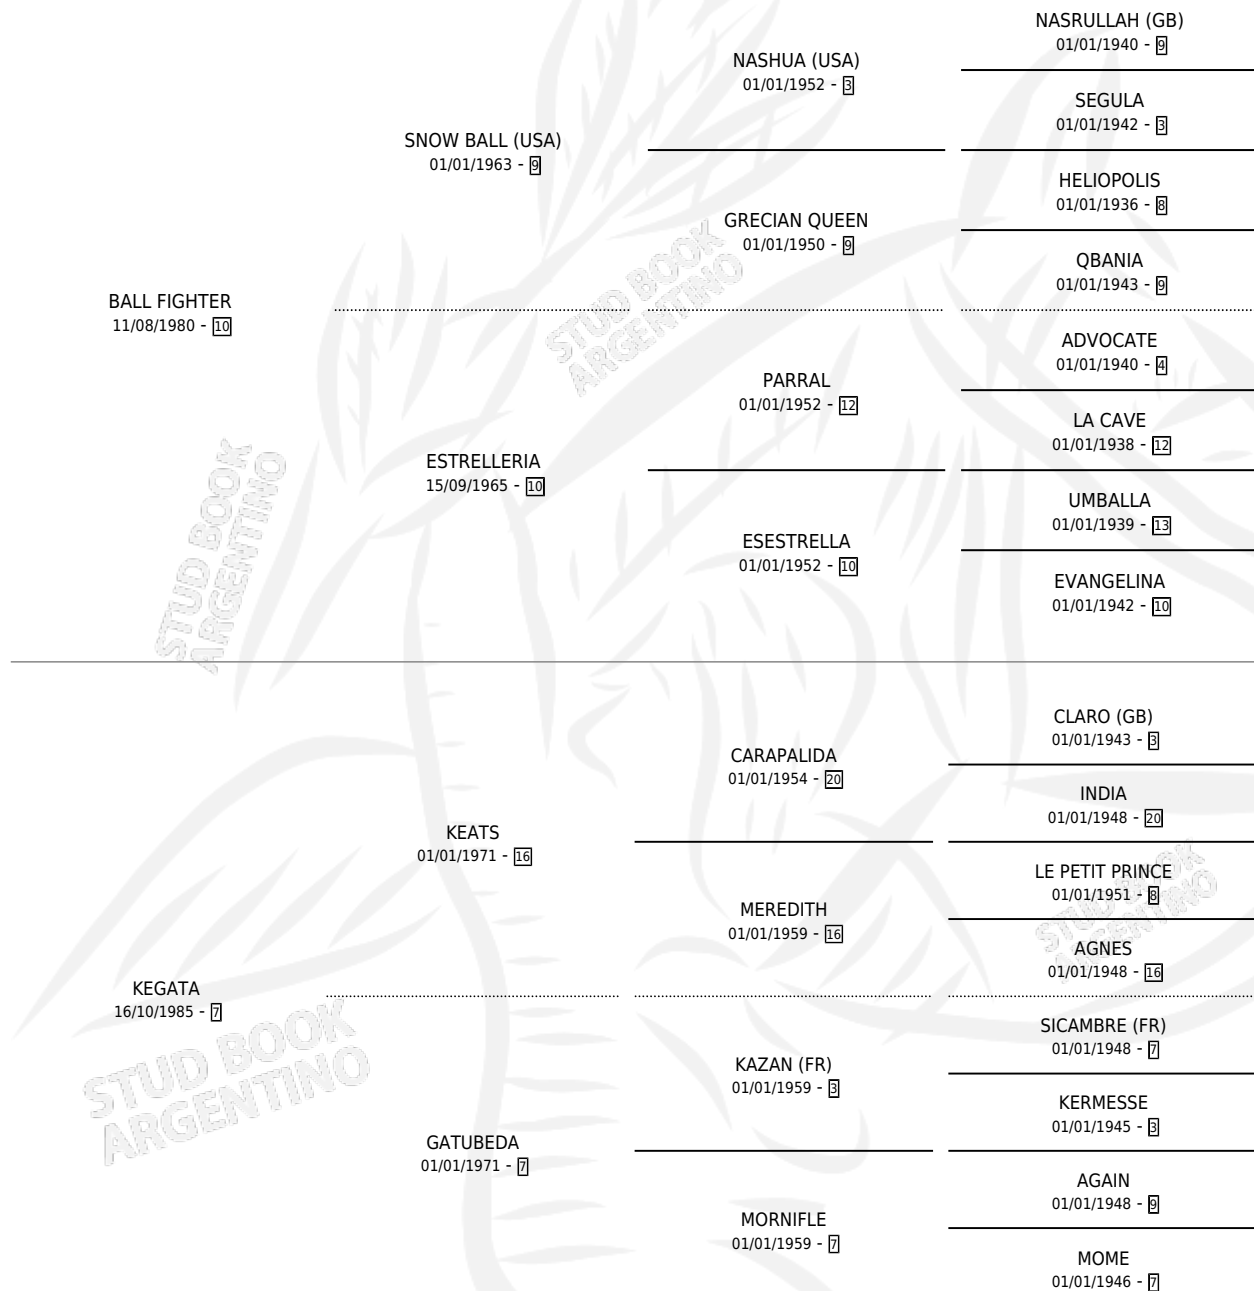 NASRULLAH (GB)
01/01/1940 - 9
NASHUA (USA)
01/01/1952 - 3
SEGULA
01/01/1942 - 3
SNOW BALL (USA)
01/01/1963 - 9
HELIOPOLIS
01/01/1936 - 8
GRECIAN QUEEN
01/01/1950 - 9
QBANIA
01/01/1943 - 9
STUD BOOK
ARGENTINO
BALL FIGHTER
11/08/1980 - 10
ADVOCATE
01/01/1940 - 4
PARRAL
01/01/1952 - 12
LA CAVE
01/01/1938 - 12
ESTRELLERIA
15/09/1965 - 10
UMBALLA
01/01/1939 - 13
ESESTRELLA
01/01/1952 - 10
EVANGELINA
01/01/1942 - 10
STUD BOOK
ARGENTINO
CLARO (GB)
01/01/1943 - 3
CARAPALIDA
01/01/1954 - 20
INDIA
01/01/1948 - 20
KEATS
01/01/1971 - 16
LE PETIT PRINCE
01/01/1951 - 8
MEREDITH
01/01/1959 - 16
AGNES
01/01/1948 - 16
STUD BOOK
ARGENTINO
KEGATA
16/10/1985 - 7
SICAMBRE (FR)
01/01/1948 - 7
KAZAN (FR)
01/01/1959 - 3
KERMESSE
01/01/1945 - 3
STUD BOOK
ARGENTINO
GATUBEDA
01/01/1971 - 7
AGAIN
01/01/1948 - 9
MORNIFLE
01/01/1959 - 7
MOME
01/01/1946 - 7